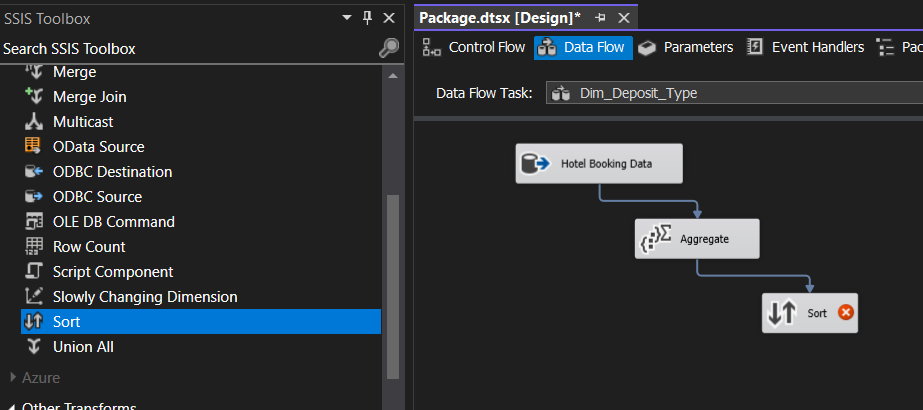 SSIS Toolbox
Search SSIS Toolbox
Merge
Merge Join
Multicast
OData Source
ODBC Destination
ODBC Source
OLE DB Command
Row Count
Script Component
Slowly Changing Dimension
Sort
Union All
Azure
Other Transforms
Package.dtsx [Design]*
Control Flow Data Flow Parameters Event Handlers Pac
Data Flow Task: Dim_Deposit_Type
Hotel Booking Data
Aggregate
Sort